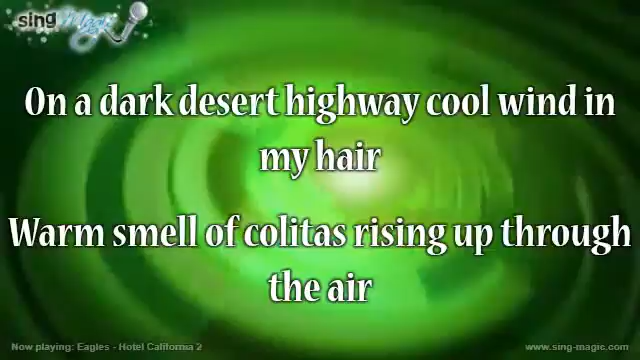 sing Magic
On a dark desert highway cool wind in
my hair
Warm smell of colitas rising up through
the air
Now playing: Eagles - Hotel California 2
www.sing-magic.com